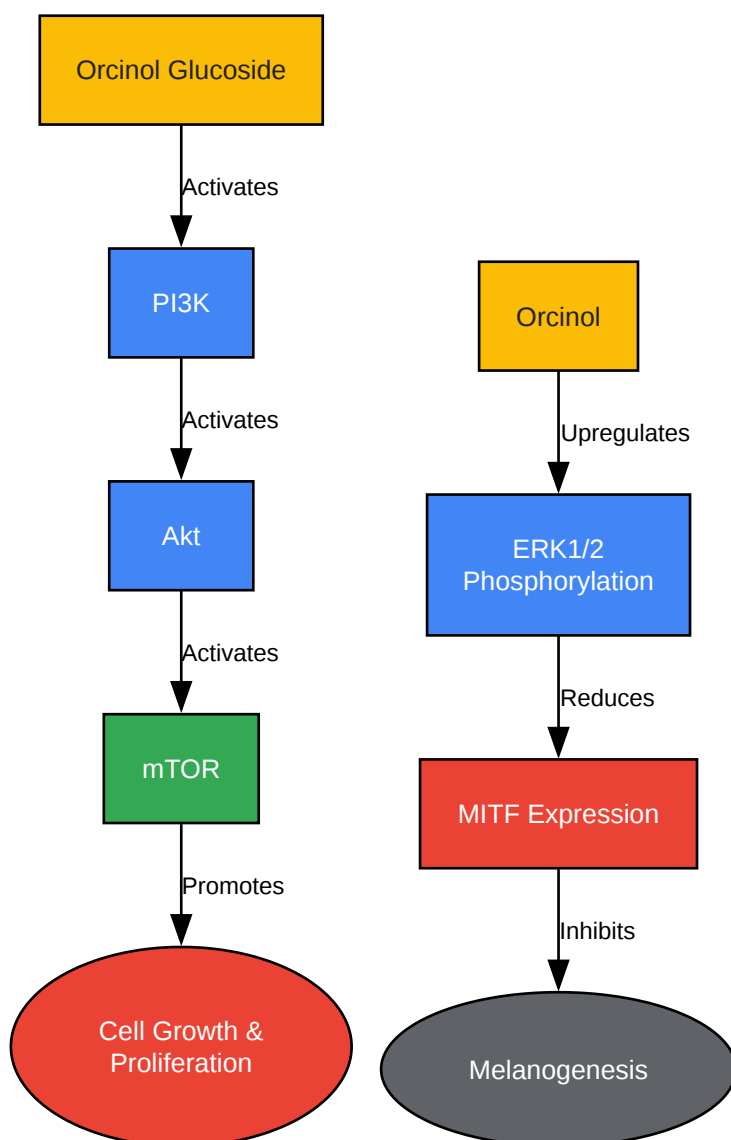 Orcinol Glucoside
Activates
PI3K
Activates
Akt
Activates
mTOR
Promotes
Cell Growth &
Proliferation
Orcinol
Upregulates
ERK1/2
Phosphorylation
Reduces
MITF Expression
Inhibits
Melanogenesis